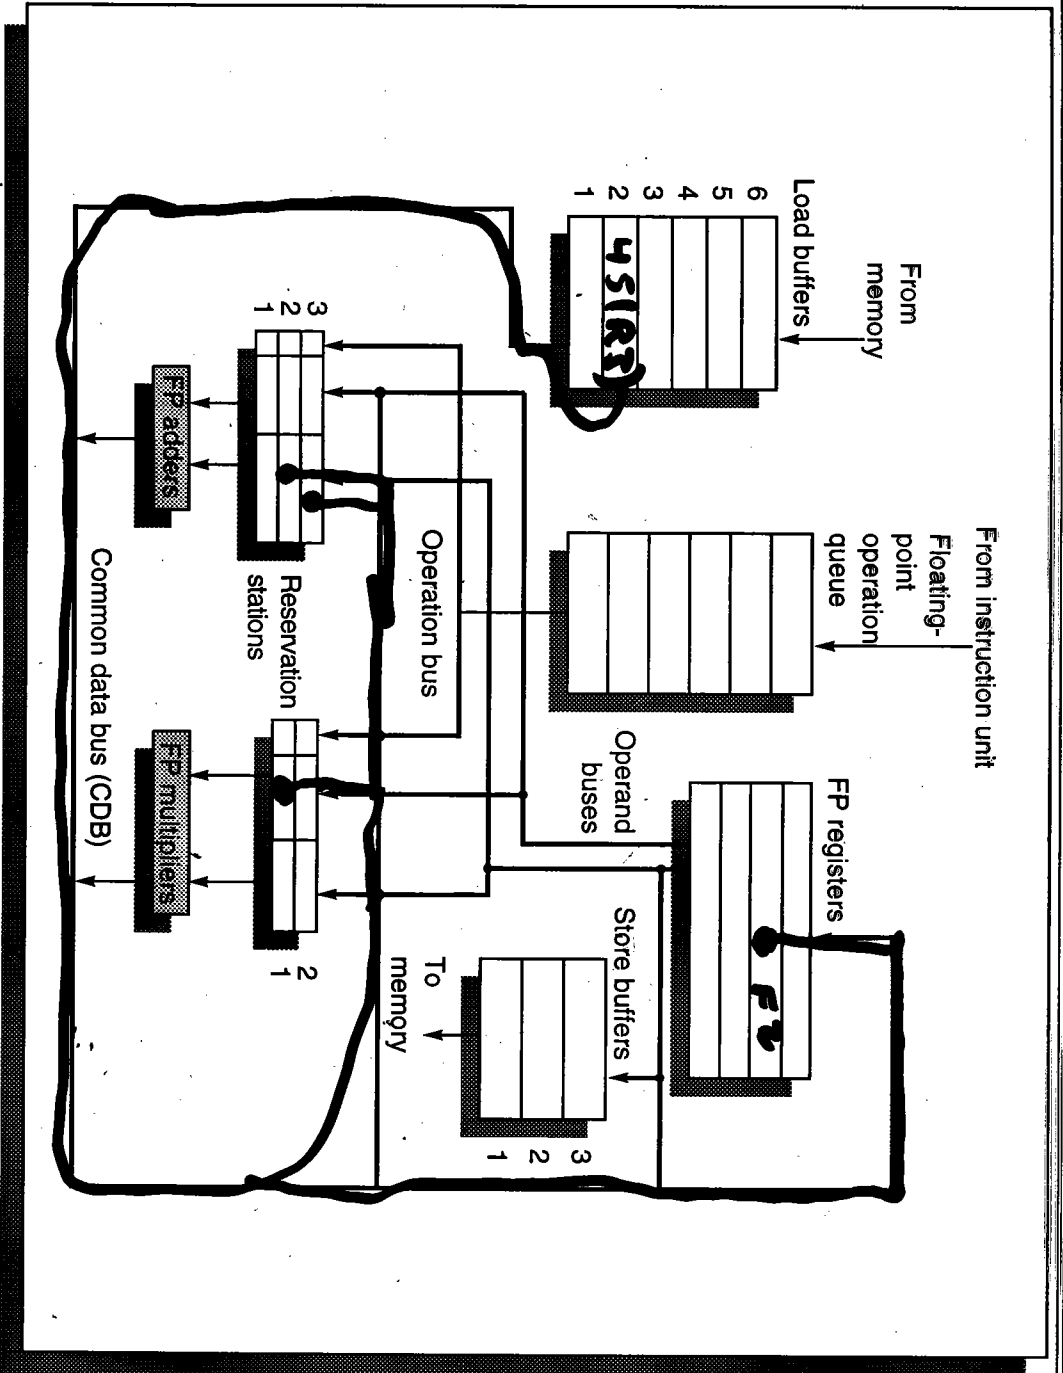 From instruction unit
From
memory
Load buffers
6
5
4
3
2
1
45(R3)
Floating-
point
operation
queue
FP registers
F2
Operand
buses
Store buffers
3
2
1
To
memory
Operation bus
3
2
1
Reservation
stations
2
1
FP adders
FP multipliers
Common data bus (CDB)